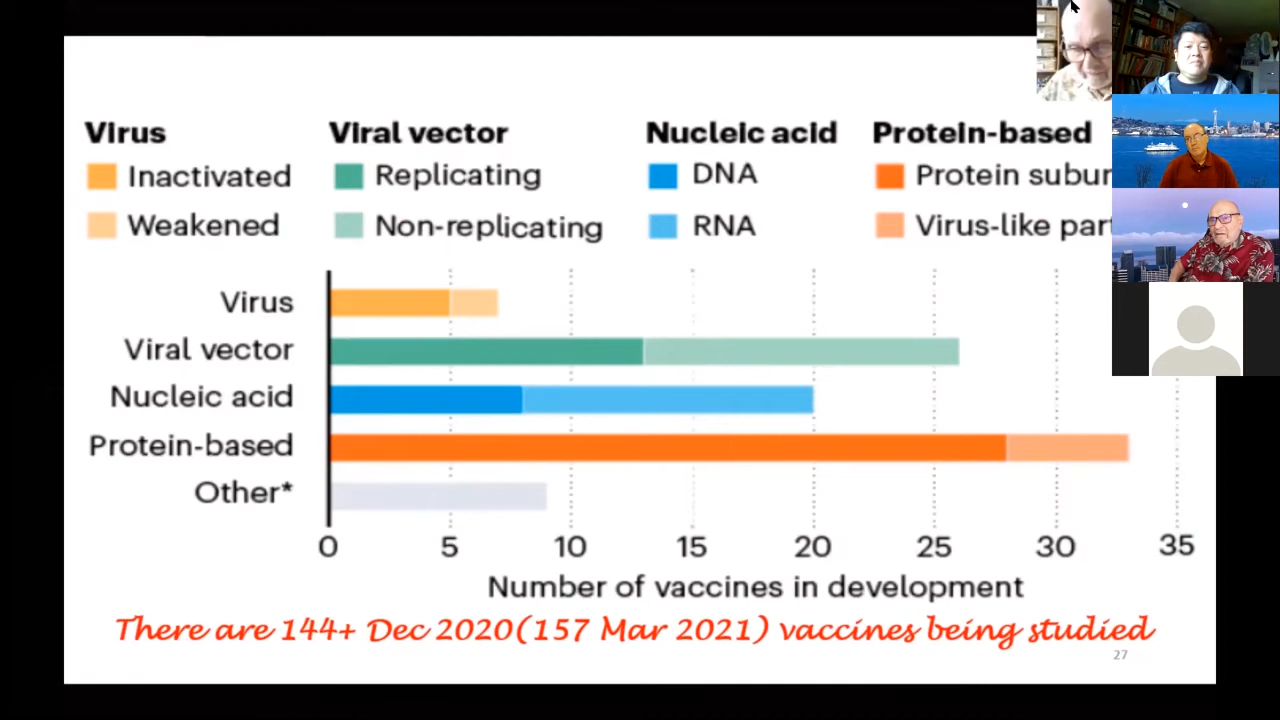 Virus Viral vector Nucleic acid Protein-based
Inactivated Replicating DNA Protein
Weakened Non-replicating RNA Virus-like
Virus
Viral vector
Nucleic acid
Protein-based
Other*
0 5 10 15 20 25 30 35
Number of vaccines in development
There are 144+ Dec 2020(157 Mar 2021) vaccines being studied
27